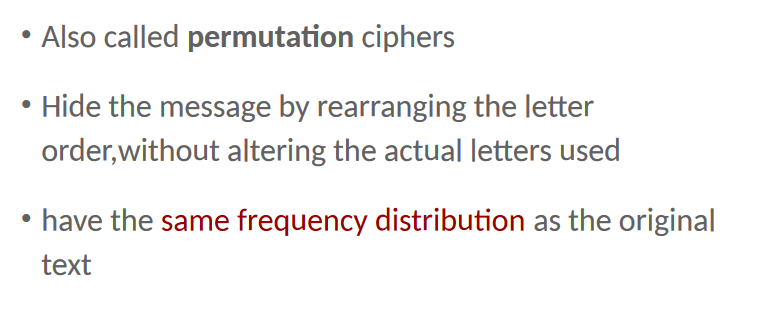 • Also called permutation ciphers
• Hide the message by rearranging the letter
order,without altering the actual letters used
• have the same frequency distribution as the original
text